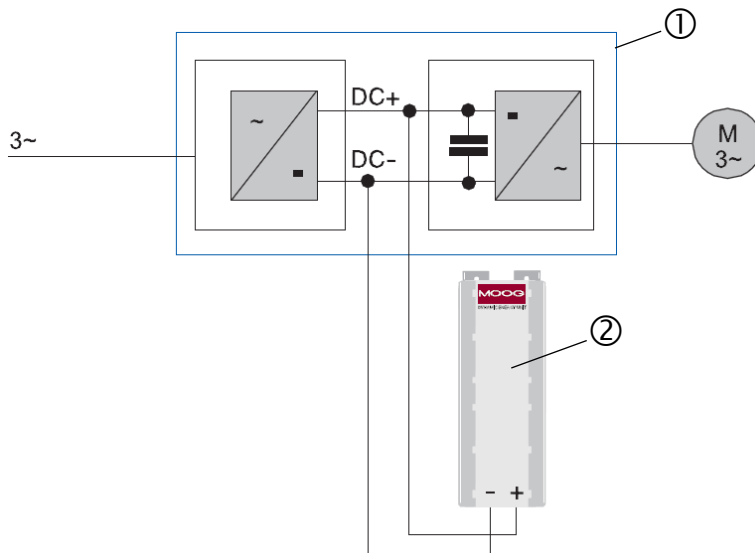 ①
3~
DC+
DC-
~
~
M
3~
MOOG
②
- +